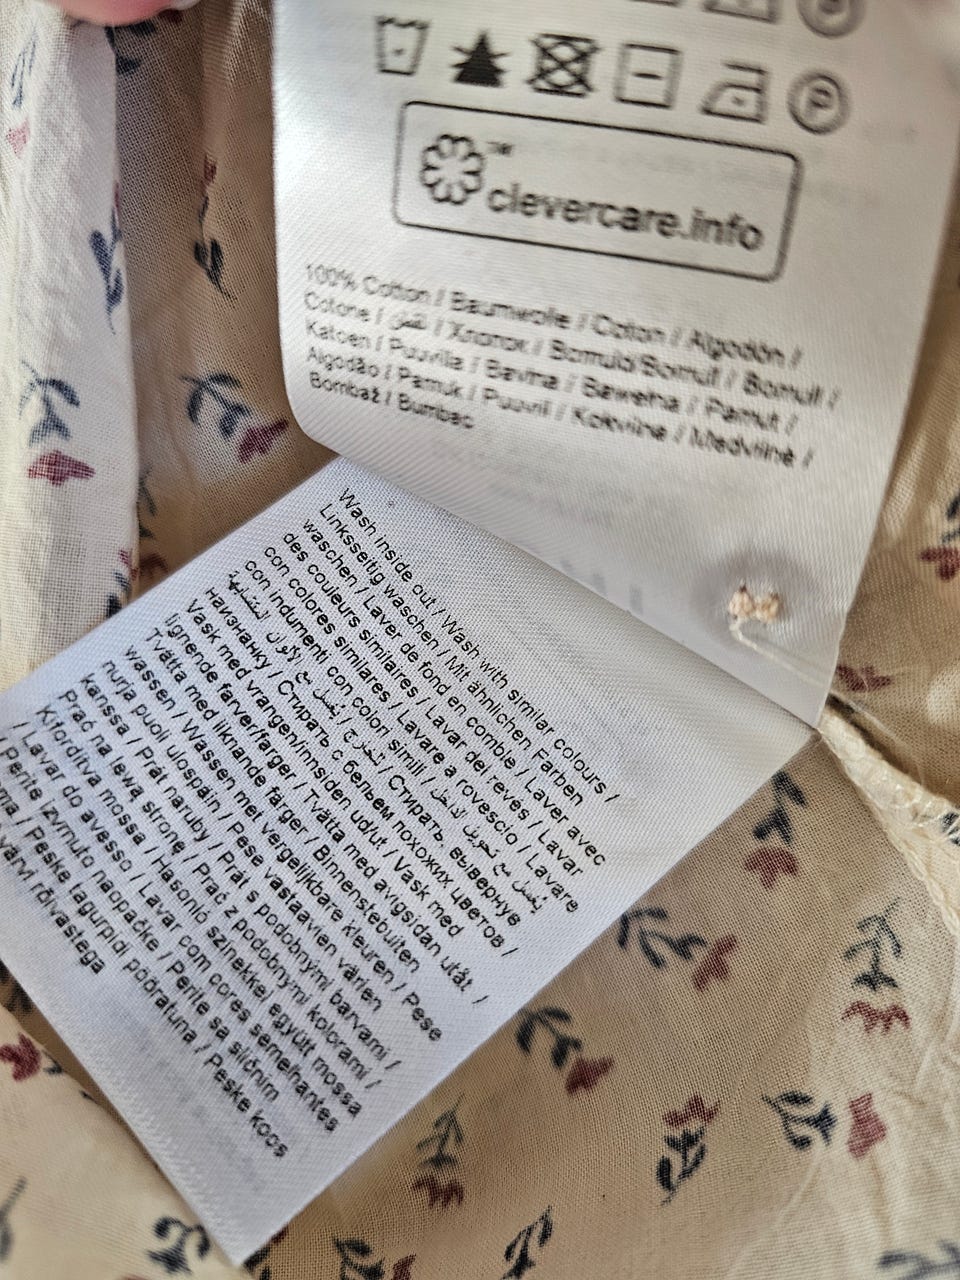 P
P
TM
clevercare.info
100% Cotton / Baumwolle / Coton / Algodón /
Cotone / قطن / Хлопок / Bomuld/Bomull / Bomull /
Katoen / Puuvilla / Bavlna / Bawełna / Pamut /
Algodão / Pamuk / Puuvil / Kokvilna / Medvilnė /
Bombaž / Bumbac
Wash inside out / Wash with similar colours /
Linksseitig waschen / Mit ähnlichen Farben
waschen / Laver de fond en comble / Laver avec
des couleurs similaires / Lavar del revés / Lavar
con colores similares / Lavare a rovescio / Lavare
con indumenti con colori simili /
наизнанку / Стирать с бельем похожих цветов /
Vask med vrangen/innsiden ud/ut / Vask med
lignende farver/farger / Tvätta med avigsidan utåt /
Tvätta med liknande färger / Binnenstebuiten
wassen / Wassen met vergelijkbare kleuren / Pese
nurja puoli ulospäin / Pese vastaavien värien
kanssa / Prát naruby / Prát s podobnými barvami /
Prać na lewą stronę / Prać z podobnymi kolorami /
Kifordítva mossa / Hasonló színekkel együtt mossa
/ Lavar do avesso / Lavar com cores semelhantes
Perite izvrnuto napačke / Perite sa sličnim
/ Peske tagurpidi pööratuna / Peske koos
värvi rõivastega